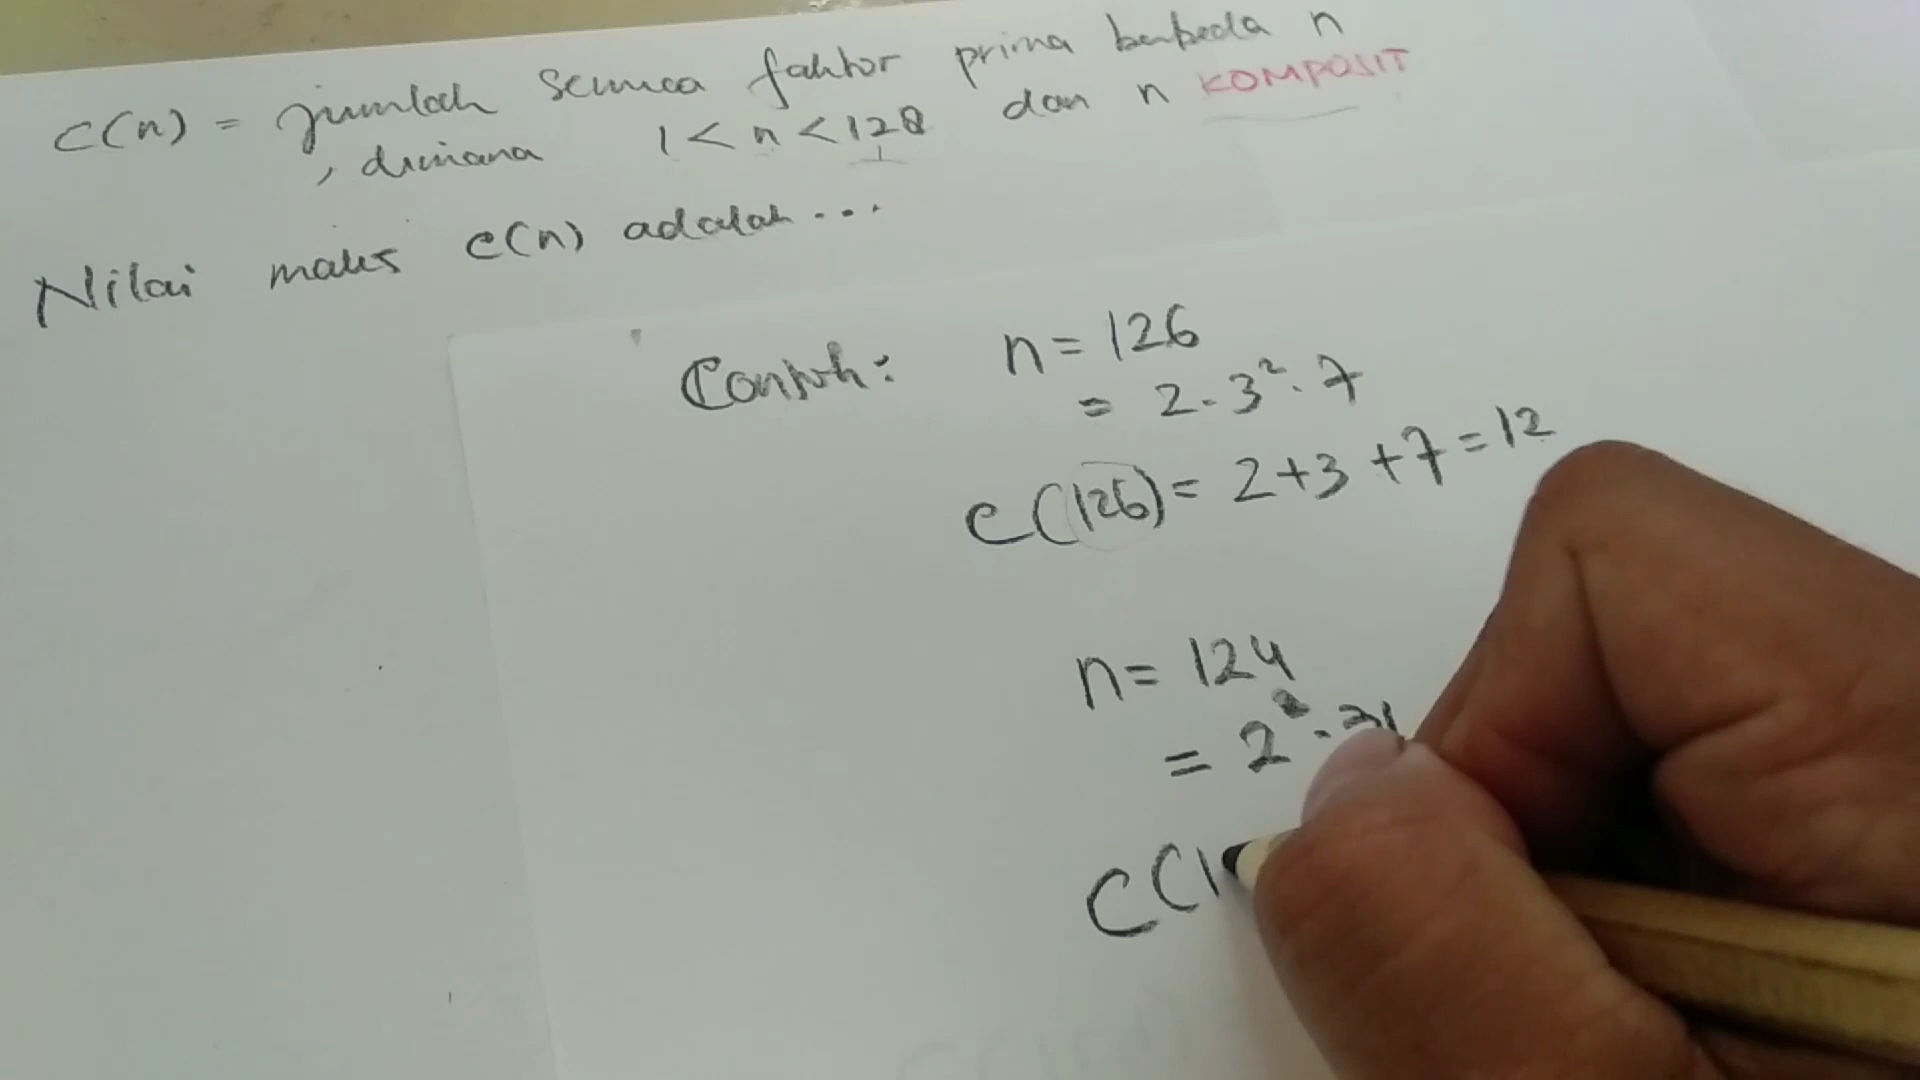 c(n) = jumlah semua faktor prima berbeda n
, dimana 1 < n < 128 dan n KOMPOSIT
Nilai maks c(n) adalah ...
Contoh: n = 126
= 2 . 3² . 7
c(126) = 2+3+7 = 12
n = 124
= 2² . 31
C(1